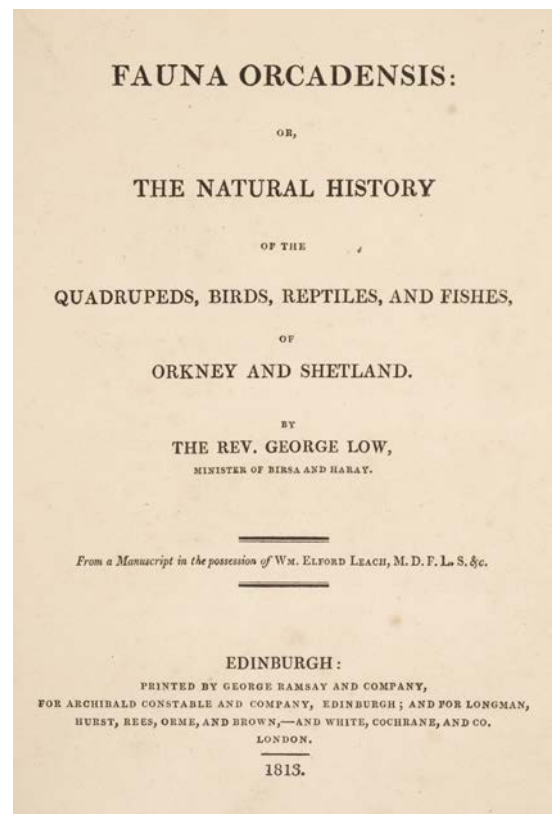 FAUNA ORCADENSIS:
OR,
THE NATURAL HISTORY
OF THE
QUADRUPEDS, BIRDS, REPTILES, AND FISHES,
OF
ORKNEY AND SHETLAND.
BY
THE REV. GEORGE LOW,
MINISTER OF BIRSA AND HARAY.
From a Manuscript in the possession of WM. ELFORD LEACH, M. D. F. L. S. &c.
EDINBURGH:
PRINTED BY GEORGE RAMSAY AND COMPANY,
FOR ARCHIBALD CONSTABLE AND COMPANY, EDINBURGH; AND FOR LONGMAN,
HURST, REES, ORME, AND BROWN,—AND WHITE, COCHRANE, AND CO.
LONDON.
1813.